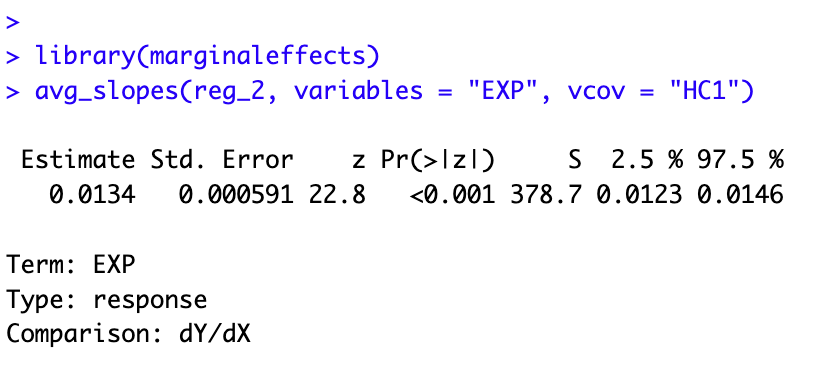 >
> library(marginaleffects)
> avg_slopes(reg_2, variables = "EXP", vcov = "HC1")
Estimate Std. Error z Pr(>|z|) S 2.5 % 97.5 %
0.0134 0.000591 22.8 <0.001 378.7 0.0123 0.0146
Term: EXP
Type: response
Comparison: dY/dX